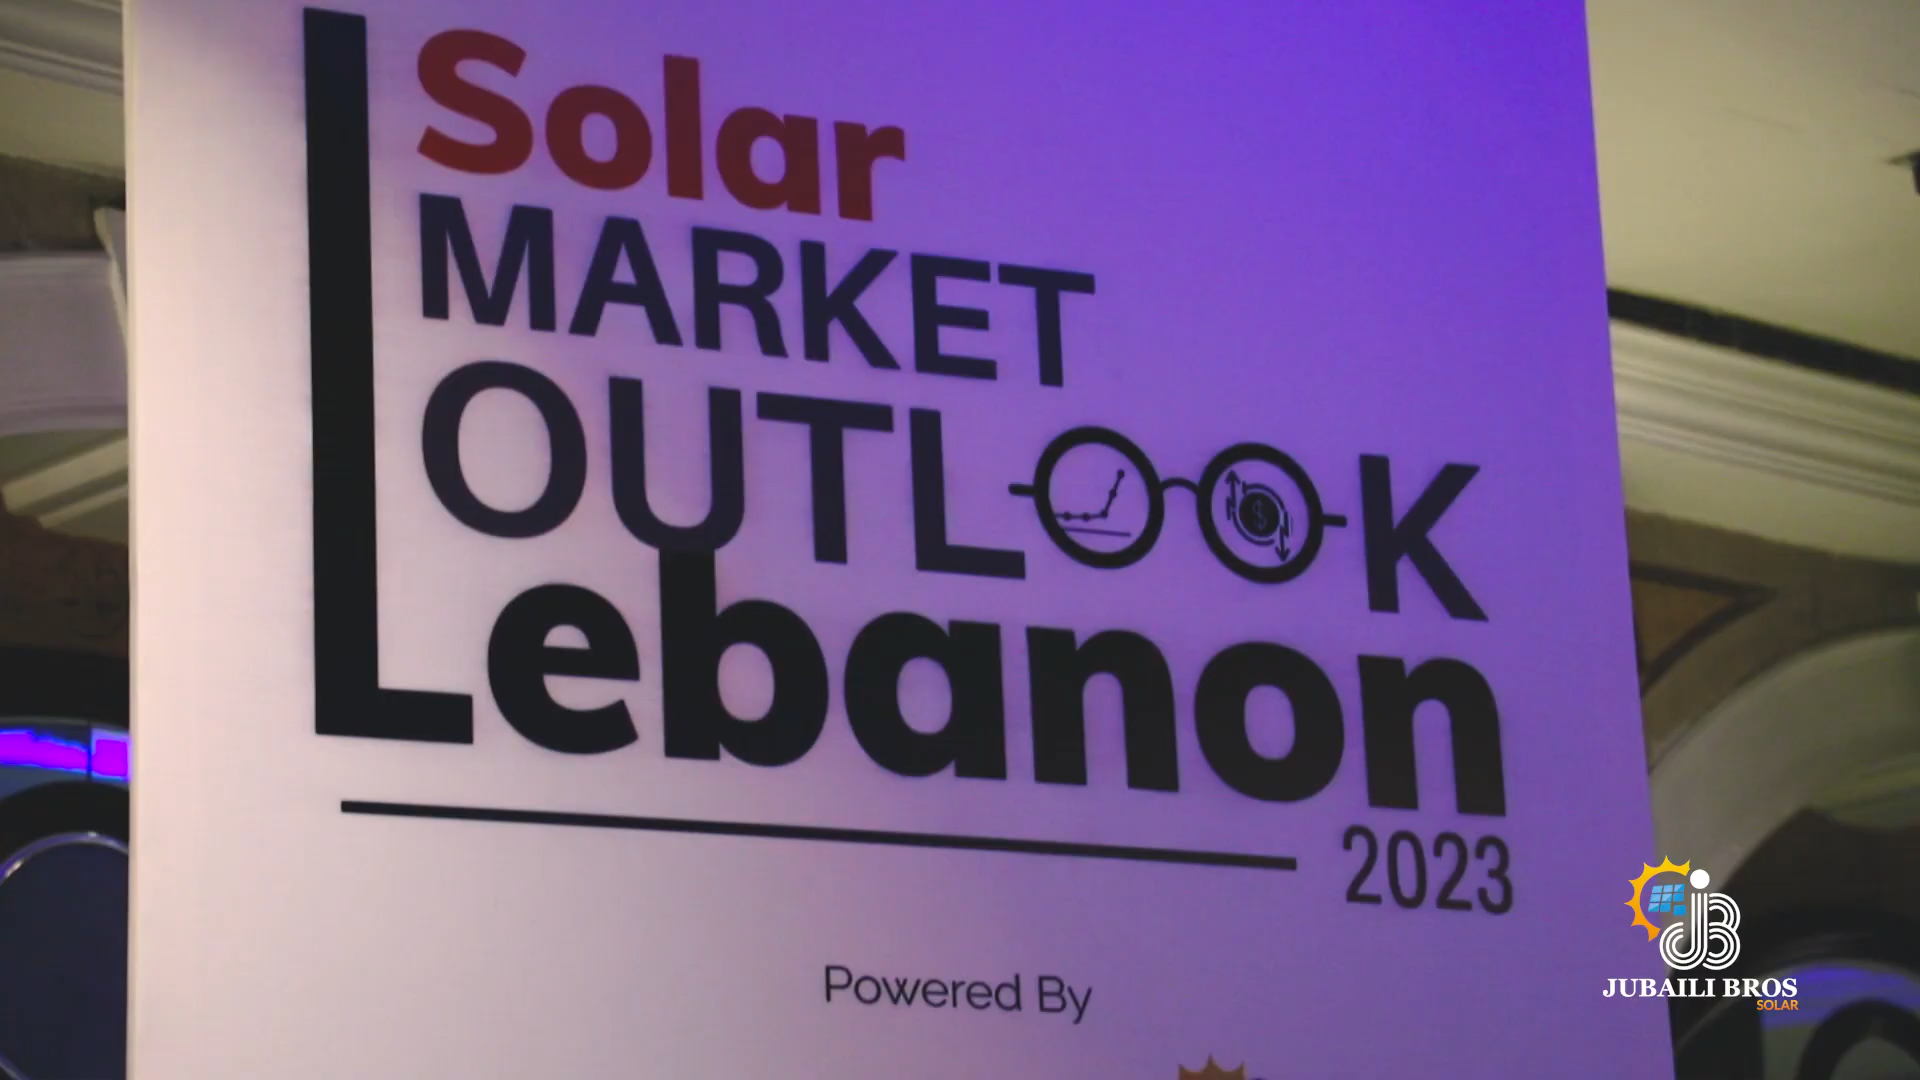 Solar
MARKET
OUTLOOK
Lebanon
2023
Powered By
JUBAILI BROS
SOLAR